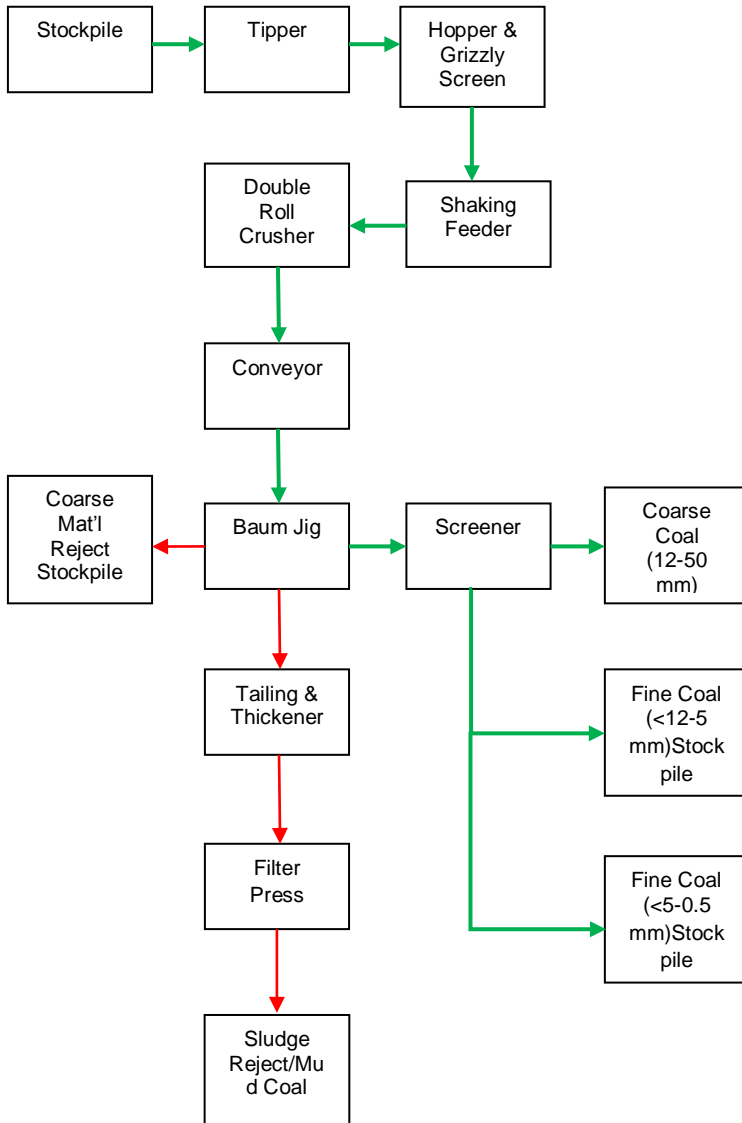 Stockpile
Tipper
Hopper &
Grizzly
Screen
Double
Roll
Crusher
Shaking
Feeder
Conveyor
Coarse
Mat'l
Reject
Stockpile
Baum Jig
Screener
Coarse
Coal
(12-50
mm)
Tailing &
Thickener
Fine Coal
(<12-5
mm)Stock
pile
Filter
Press
Fine Coal
(<5-0.5
mm)Stock
pile
Sludge
Reject/Mu
d Coal